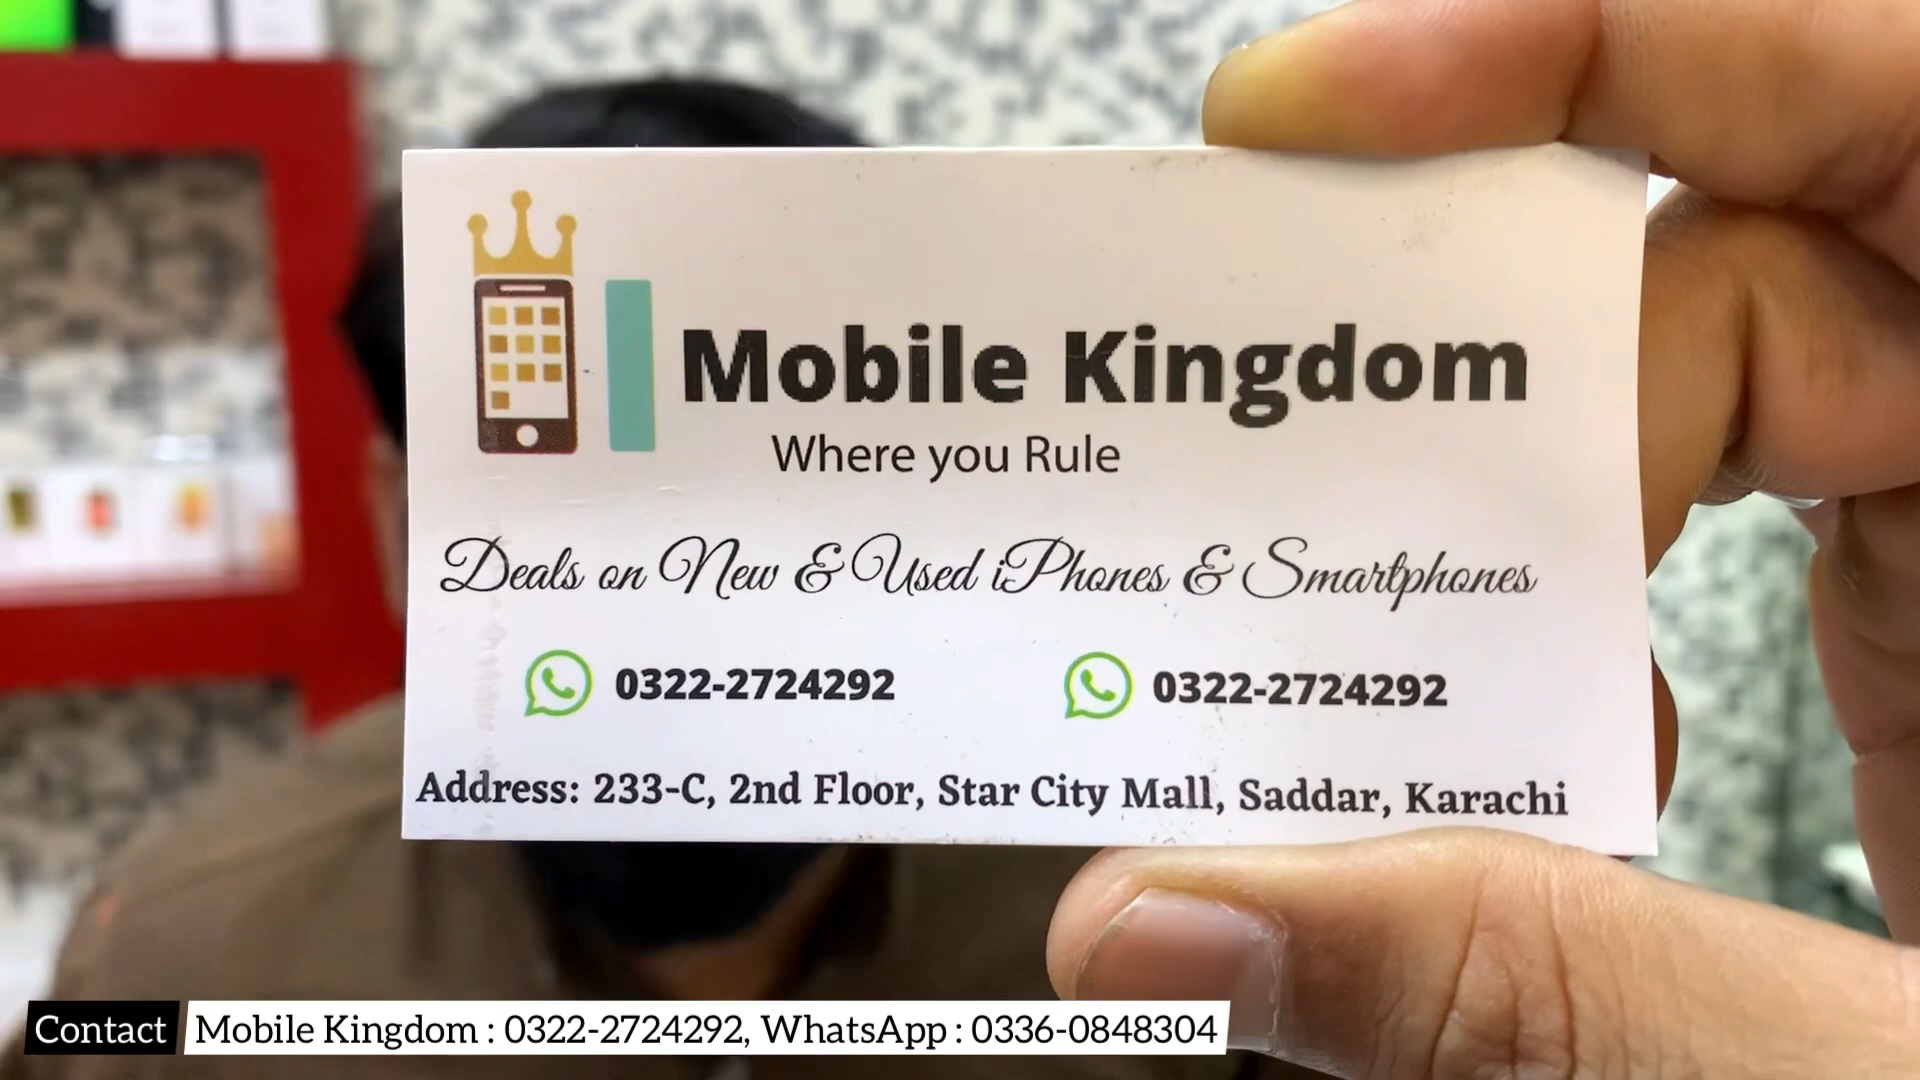 Mobile Kingdom
Where you Rule
Deals on New & Used iPhones & Smartphones
0322-2724292 0322-2724292
Address: 233-C, 2nd Floor, Star City Mall, Saddar, Karachi
Contact Mobile Kingdom : 0322-2724292, WhatsApp : 0336-0848304